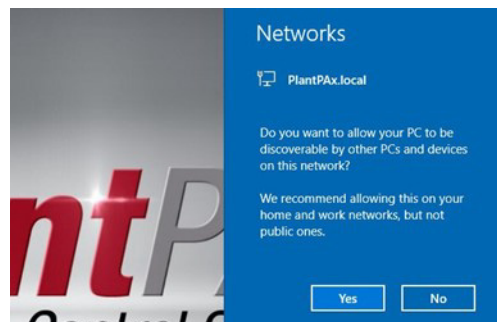 Networks
PlantPAx.local
Do you want to allow your PC to be
discoverable by other PCs and devices
on this network?
We recommend allowing this on your
home and work networks, but not
public ones.
Yes
No
ntP